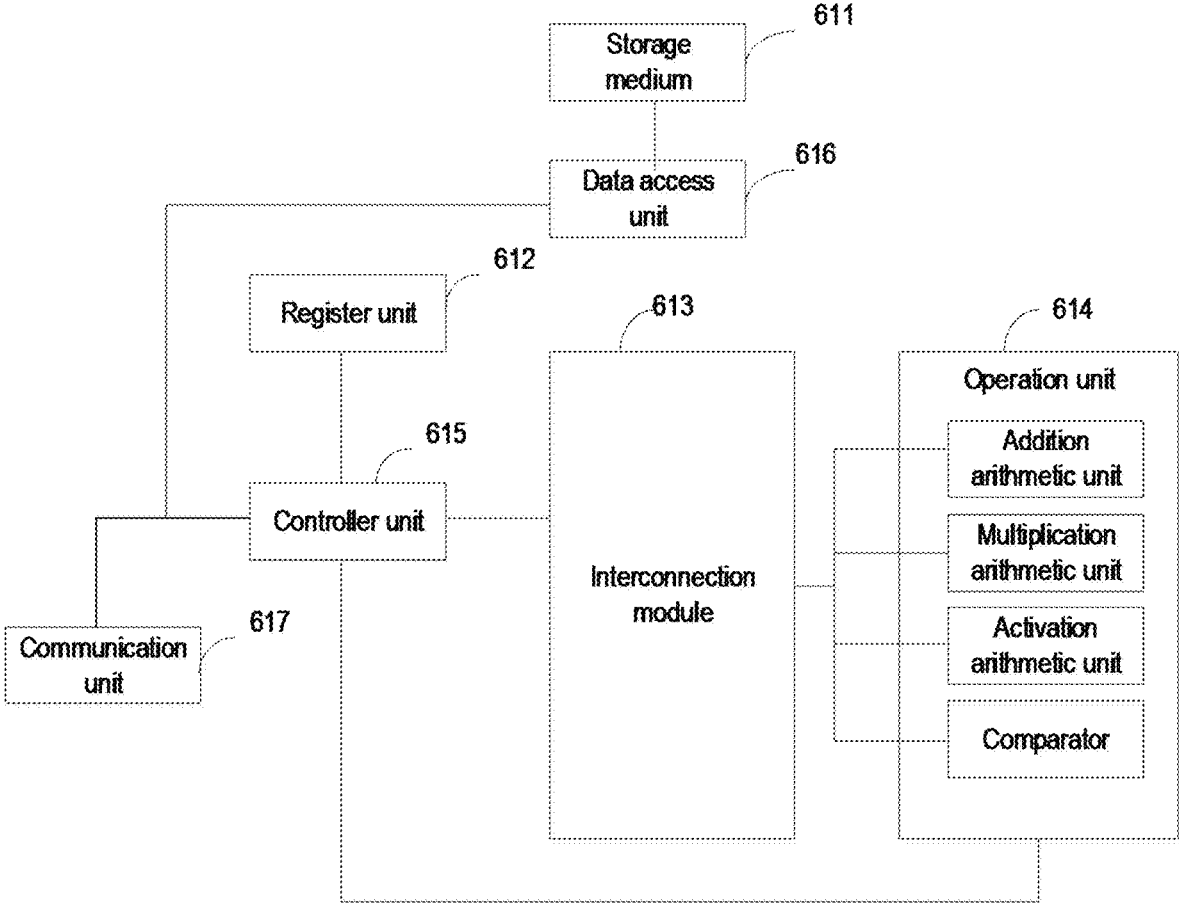 611
Storage
medium
616
Data access
unit
612
Register unit
613
614
Operation unit
615
Addition
arithmetic unit
Controller unit
Multiplication
arithmetic unit
Interconnection
module
617
Communication
unit
Activation
arithmetic unit
Comparator